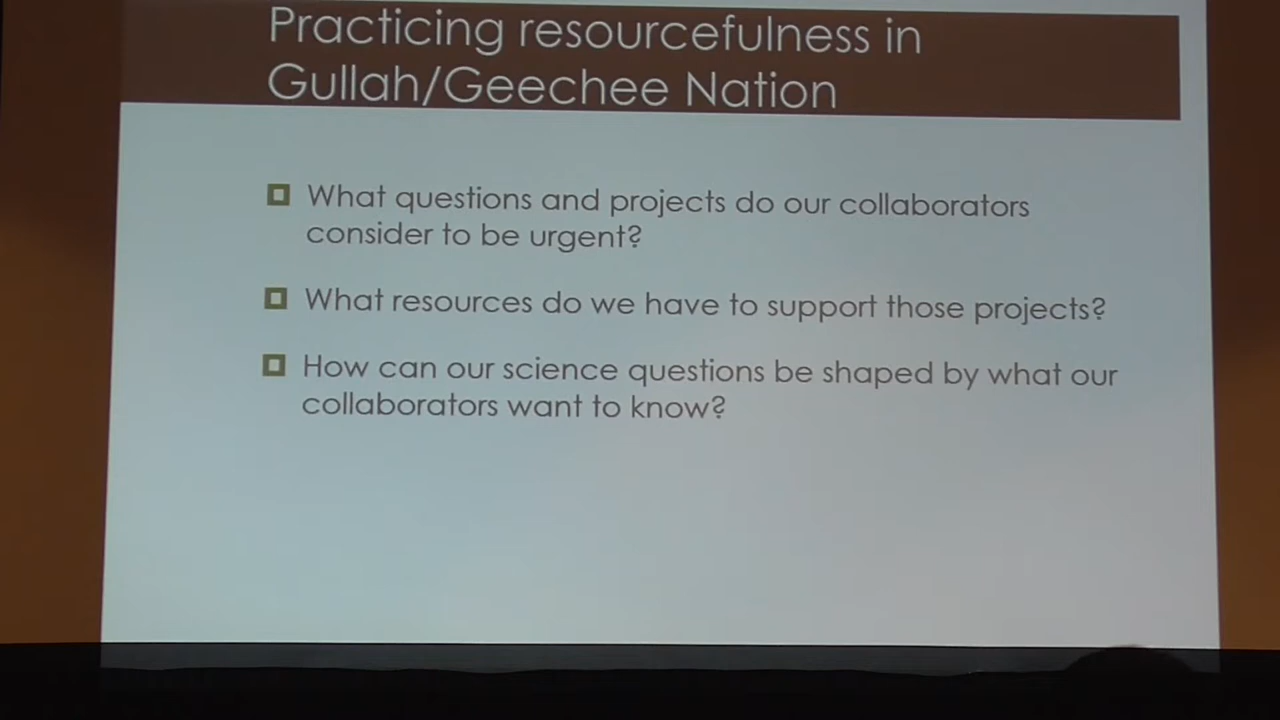 Practicing resourcefulness in
Gullah/Geechee Nation
What questions and projects do our collaborators
consider to be urgent?
What resources do we have to support those projects?
How can our science questions be shaped by what our
collaborators want to know?